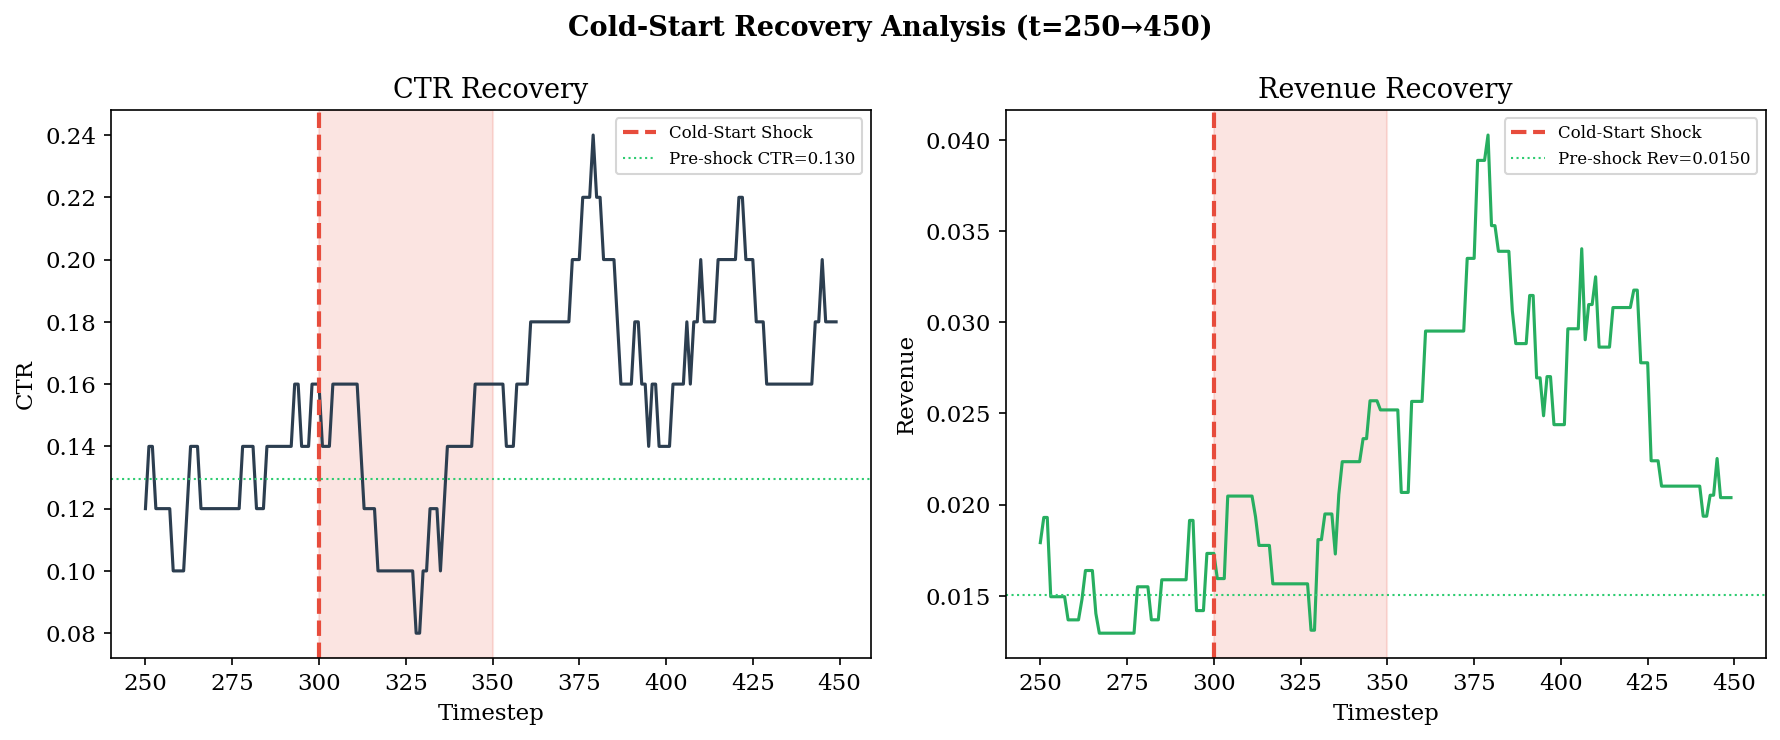 Cold-Start Recovery Analysis (t=250→450)
CTR Recovery
Cold-Start Shock
Pre-shock CTR=0.130
0.24
0.22
0.20
0.18
0.16
0.14
0.12
0.10
0.08
CTR
250 275 300 325 350 375 400 425 450
Timestep
Revenue Recovery
Cold-Start Shock
Pre-shock Rev=0.0150
0.040
0.035
0.030
0.025
0.020
0.015
Revenue
250 275 300 325 350 375 400 425 450
Timestep